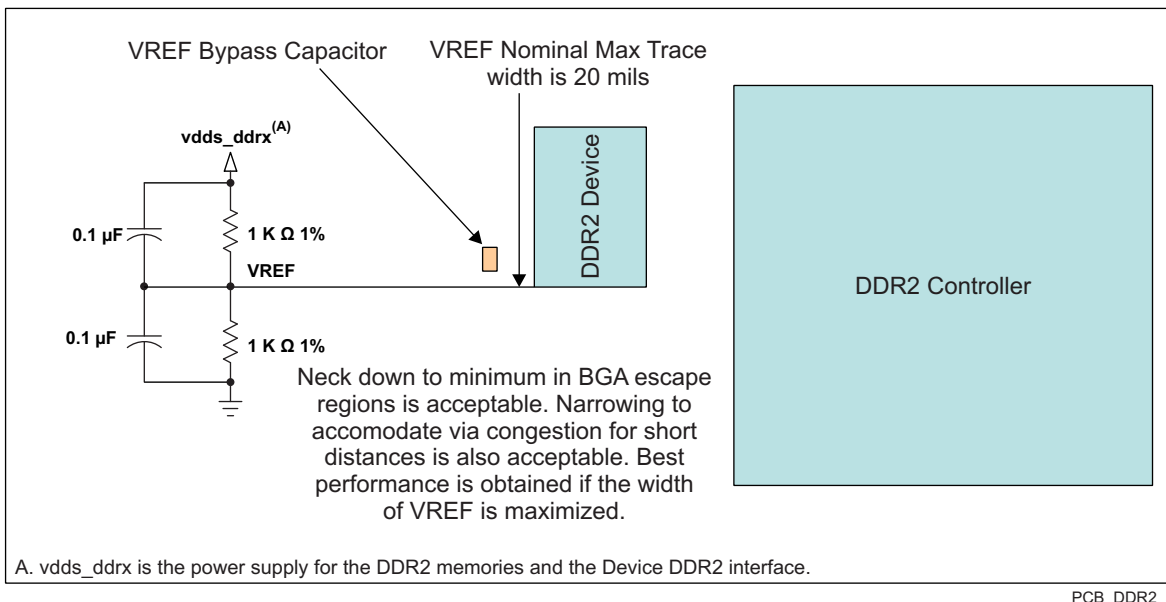 VREF Bypass Capacitor
VREF Nominal Max Trace
width is 20 mils
vdds_ddrx(A)
0.1 µF
1 K Ω 1%
VREF
0.1 µF
1 K Ω 1%
DDR2 Device
DDR2 Controller
Neck down to minimum in BGA escape
regions is acceptable. Narrowing to
accomodate via congestion for short
distances is also acceptable. Best
performance is obtained if the width
of VREF is maximized.
A. vdds_ddrx is the power supply for the DDR2 memories and the Device DDR2 interface.
PCB_DDR2